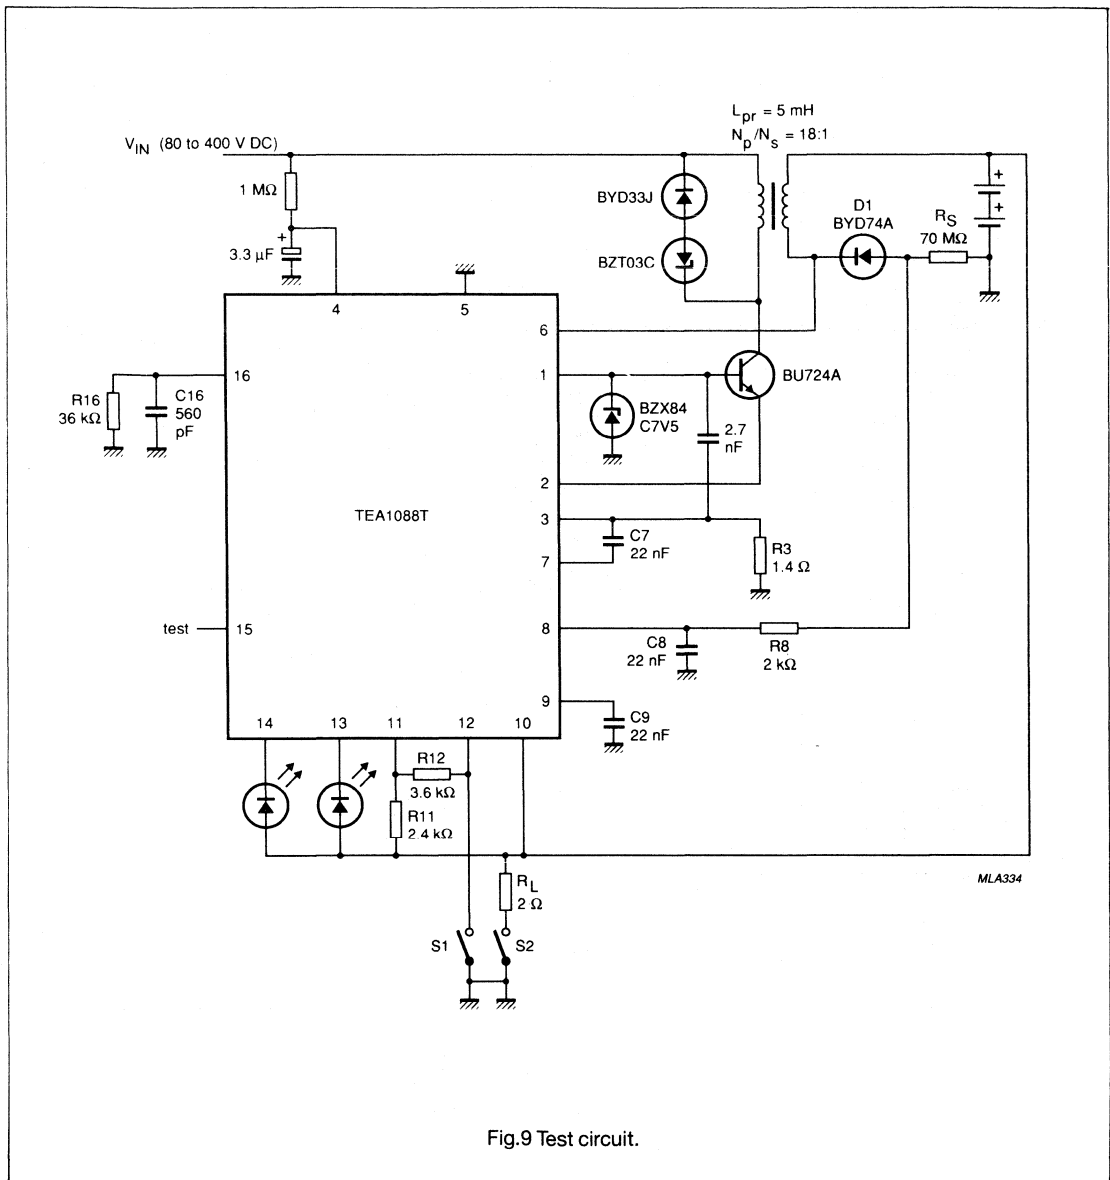 L_pr = 5 mH
N_p/N_s = 18:1
V_IN (80 to 400 V DC)
1 MΩ
BYD33J
D1
BYD74A
R_S
70 MΩ
+
+
3.3 µF
+
BZT03C
4
5
6
16
1
BU724A
R16
36 kΩ
C16
560
pF
BZX84
C7V5
2.7
nF
2
TEA1088T
3
C7
22 nF
R3
1.4 Ω
7
test
15
8
C8
22 nF
R8
2 kΩ
9
C9
22 nF
14
13
11
12
10
R12
3.6 kΩ
R11
2.4 kΩ
MLA334
R_L
2 Ω
S1
S2
Fig.9 Test circuit.